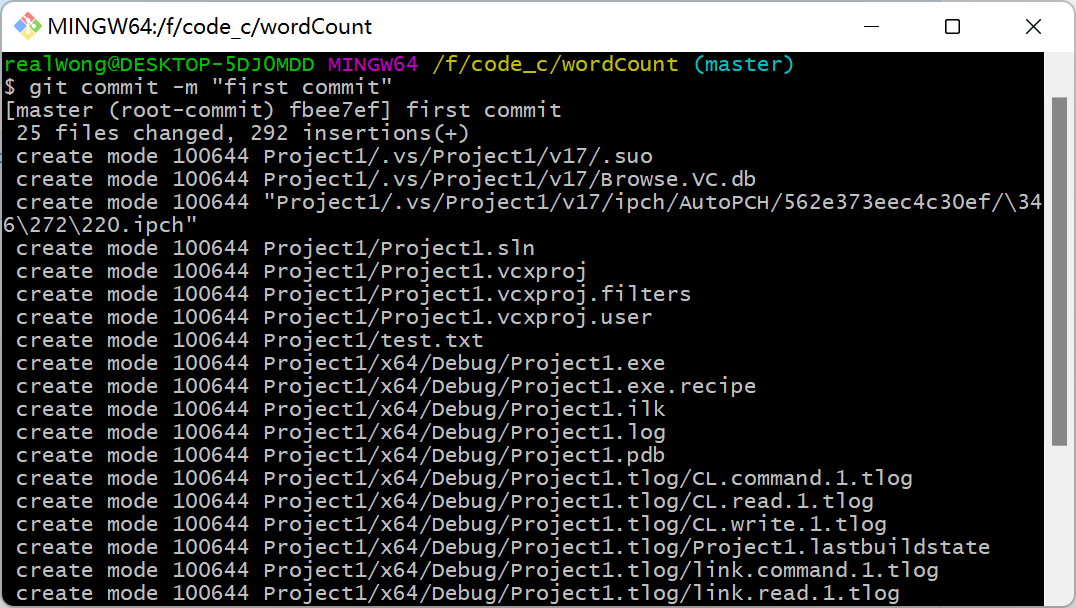 MINGW64:/f/code_c/wordCount
realWong@DESKTOP-5DJ0MDD MINGW64 /f/code_c/wordCount (master)
$ git commit -m "first commit"
[master (root-commit) fbee7ef] first commit
 25 files changed, 292 insertions(+)
 create mode 100644 Project1/.vs/Project1/v17/.suo
 create mode 100644 Project1/.vs/Project1/v17/Browse.VC.db
 create mode 100644 "Project1/.vs/Project1/v17/ipch/AutoPCH/562e373eec4c30ef/\34
6\272\220.ipch"
 create mode 100644 Project1/Project1.sln
 create mode 100644 Project1/Project1.vcxproj
 create mode 100644 Project1/Project1.vcxproj.filters
 create mode 100644 Project1/Project1.vcxproj.user
 create mode 100644 Project1/test.txt
 create mode 100644 Project1/x64/Debug/Project1.exe
 create mode 100644 Project1/x64/Debug/Project1.exe.recipe
 create mode 100644 Project1/x64/Debug/Project1.ilk
 create mode 100644 Project1/x64/Debug/Project1.log
 create mode 100644 Project1/x64/Debug/Project1.pdb
 create mode 100644 Project1/x64/Debug/Project1.tlog/CL.command.1.tlog
 create mode 100644 Project1/x64/Debug/Project1.tlog/CL.read.1.tlog
 create mode 100644 Project1/x64/Debug/Project1.tlog/CL.write.1.tlog
 create mode 100644 Project1/x64/Debug/Project1.tlog/Project1.lastbuildstate
 create mode 100644 Project1/x64/Debug/Project1.tlog/link.command.1.tlog
 create mode 100644 Project1/x64/Debug/Project1.tlog/link.read.1.tlog